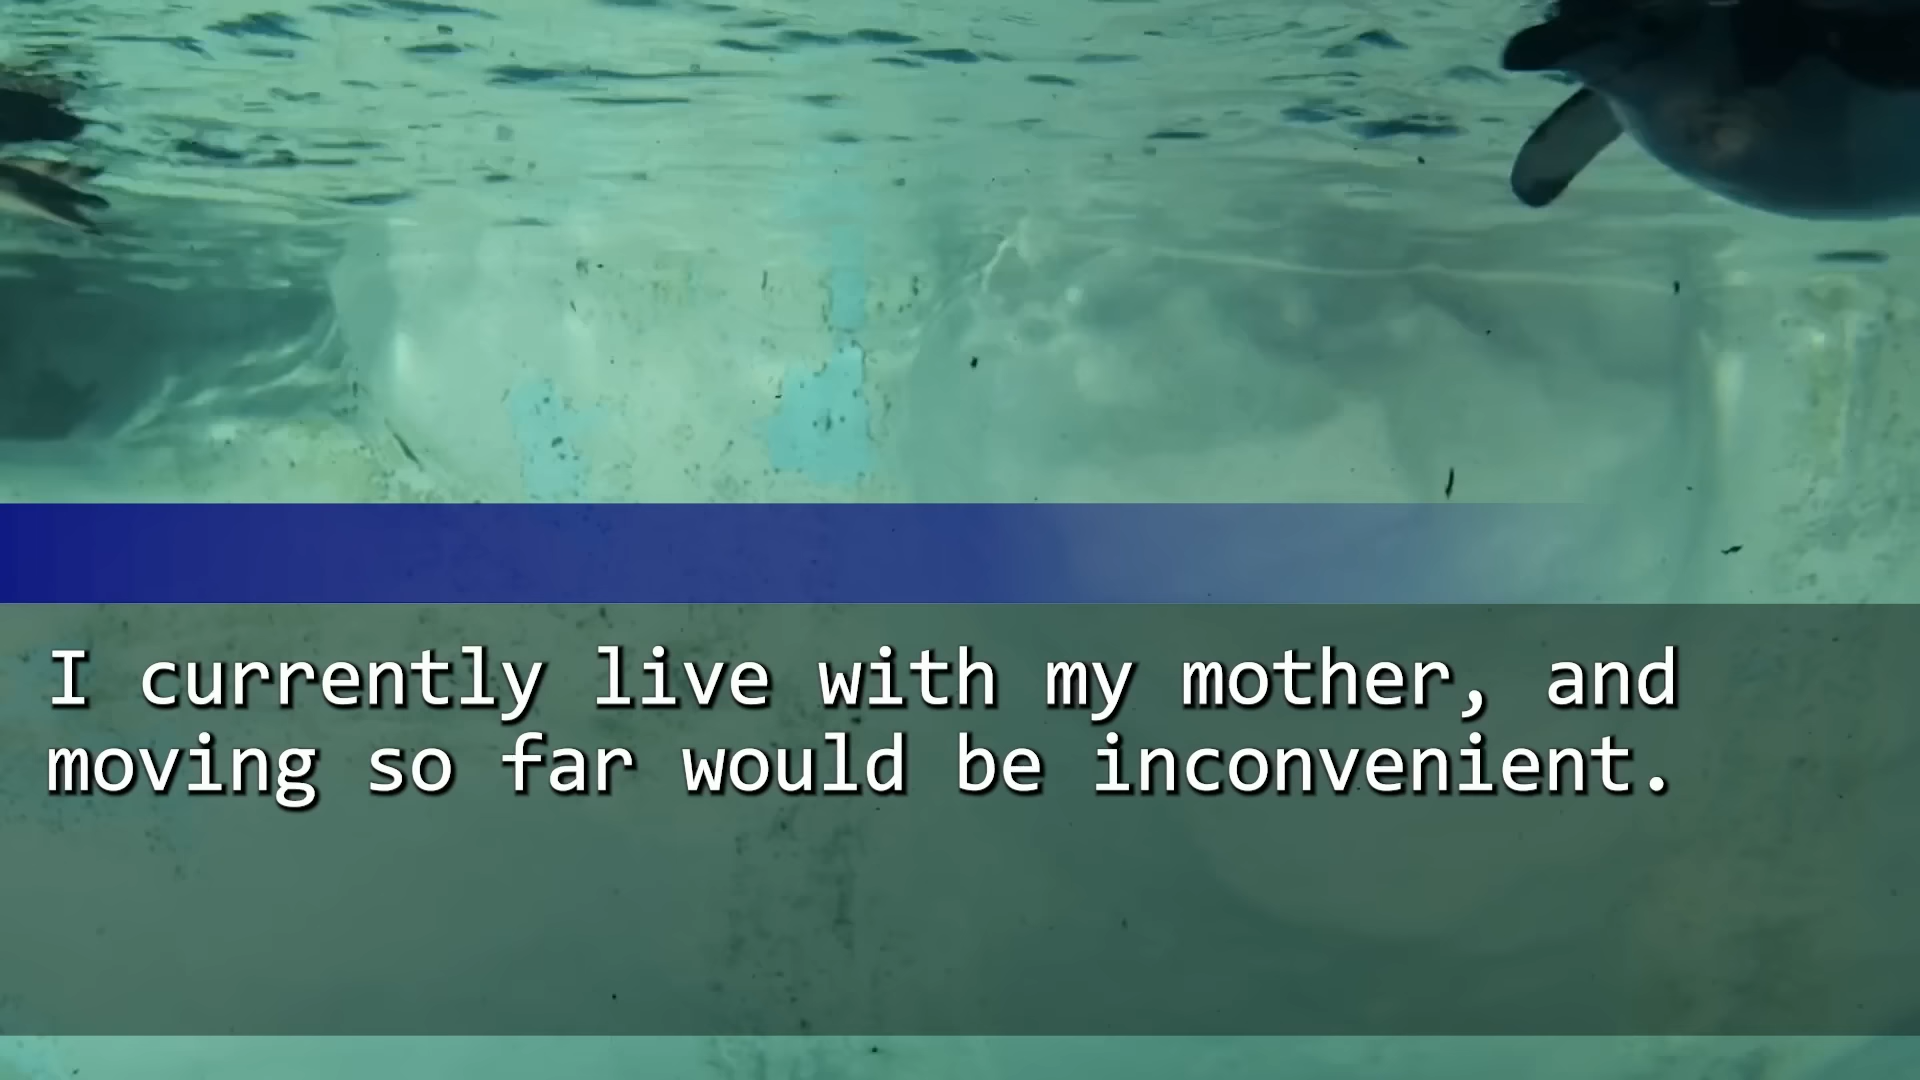 I currently live with my mother, and
moving so far would be inconvenient.